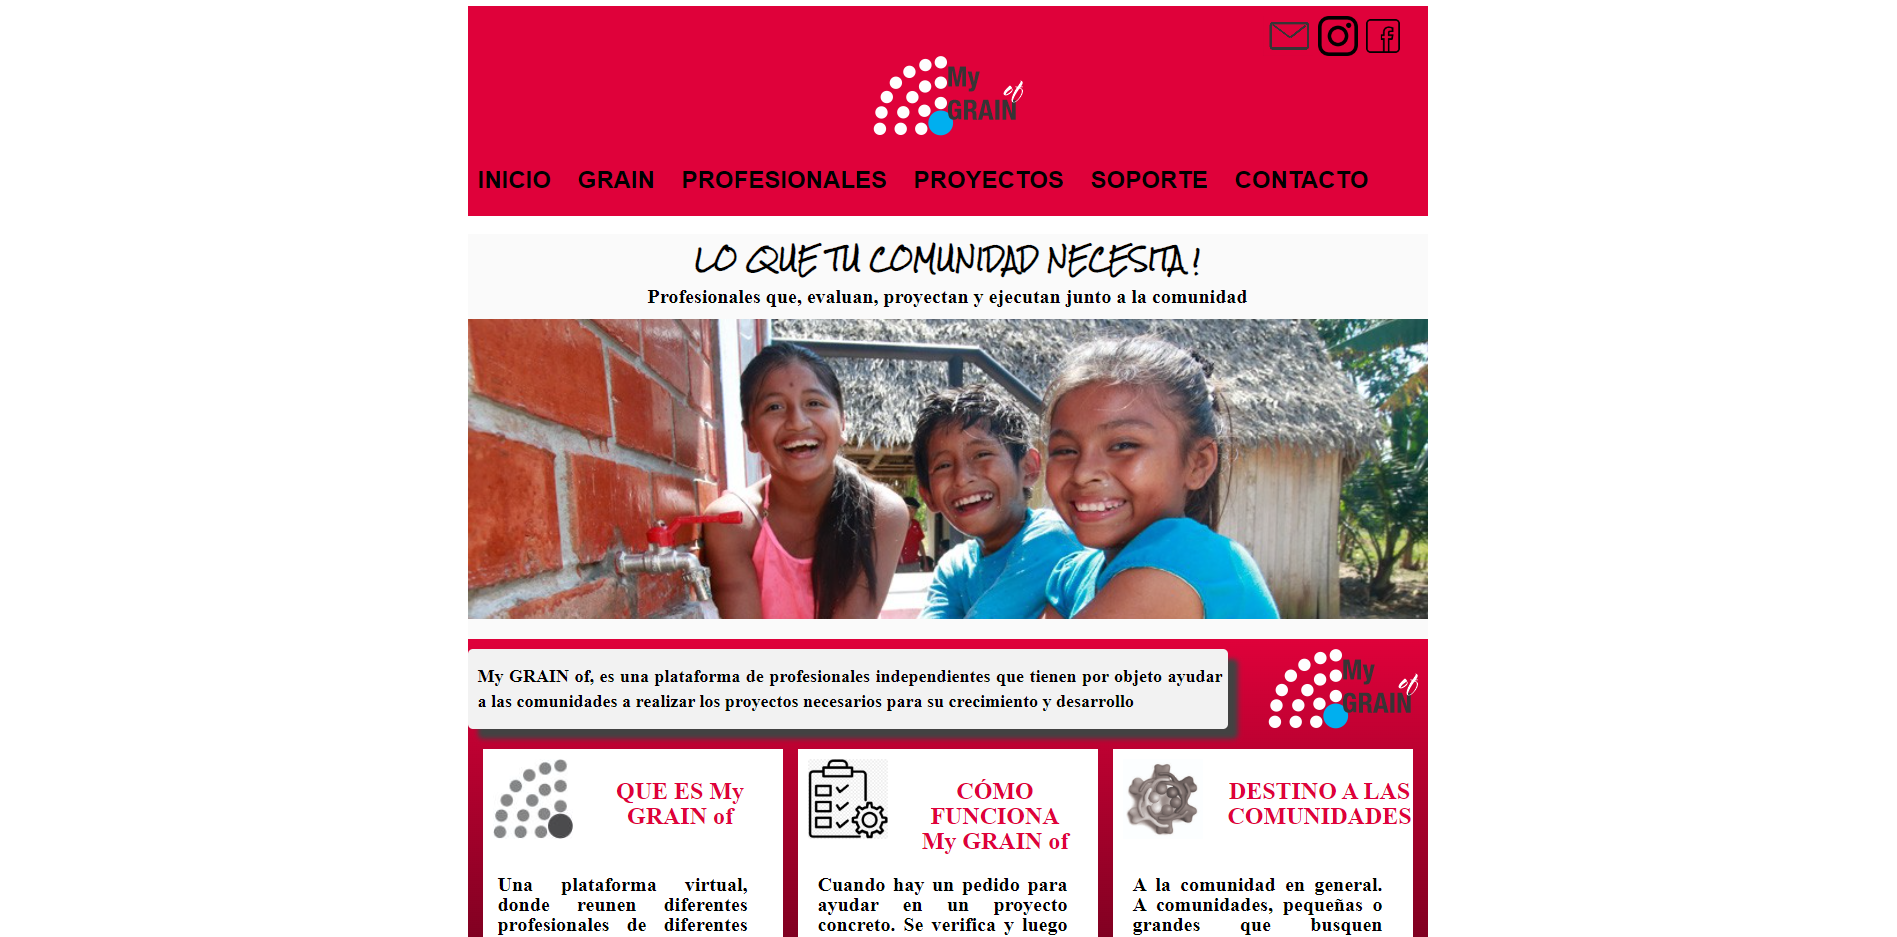 My
of
GRAIN
INICIO GRAIN PROFESIONALES PROYECTOS SOPORTE CONTACTO
LO QUE TU COMUNIDAD NECESITA !
Profesionales que, evaluan, proyectan y ejecutan junto a la comunidad
My GRAIN of, es una plataforma de profesionales independientes que tienen por objeto ayudar
a las comunidades a realizar los proyectos necesarios para su crecimiento y desarrollo
My
of
GRAIN
QUE ES My
GRAIN of
Una plataforma virtual,
donde reunen diferentes
profesionales de diferentes
CÓMO
FUNCIONA
My GRAIN of
Cuando hay un pedido para
ayudar en un proyecto
concreto. Se verifica y luego
DESTINO A LAS
COMUNIDADES
A la comunidad en general.
A comunidades, pequeñas o
grandes que busquen